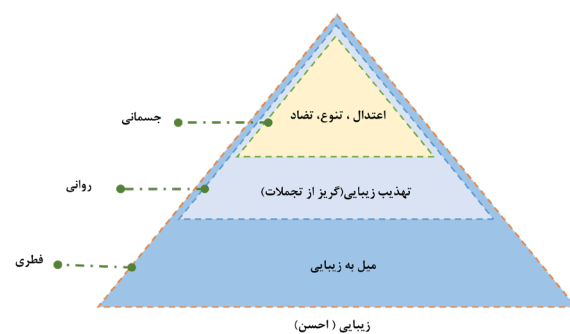 جسمانی
اعتدال ، تنوع، تضاد
روانی
تهذیب زیبایی(گریز از تجملات)
فطری
میل به زیبایی
زیبایی ( احسن)